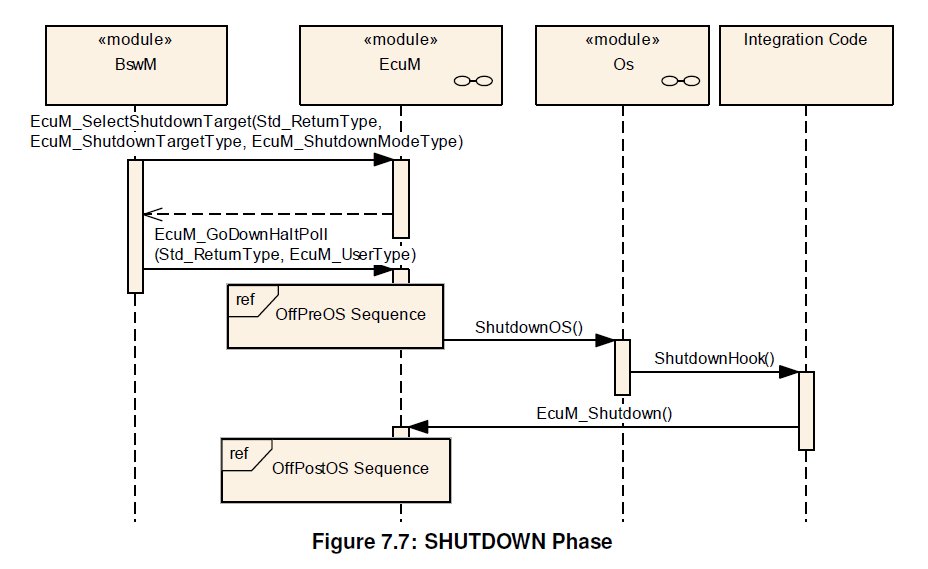 «module»
BswM
«module»
EcuM
«module»
Os
Integration Code
EcuM_SelectShutdownTarget(Std_ReturnType,
EcuM_ShutdownTargetType, EcuM_ShutdownModeType)
EcuM_GoDownHaltPoll
(Std_ReturnType, EcuM_UserType)
ref
OffPreOS Sequence
ShutdownOS()
ShutdownHook()
EcuM_Shutdown()
ref
OffPostOS Sequence
Figure 7.7: SHUTDOWN Phase